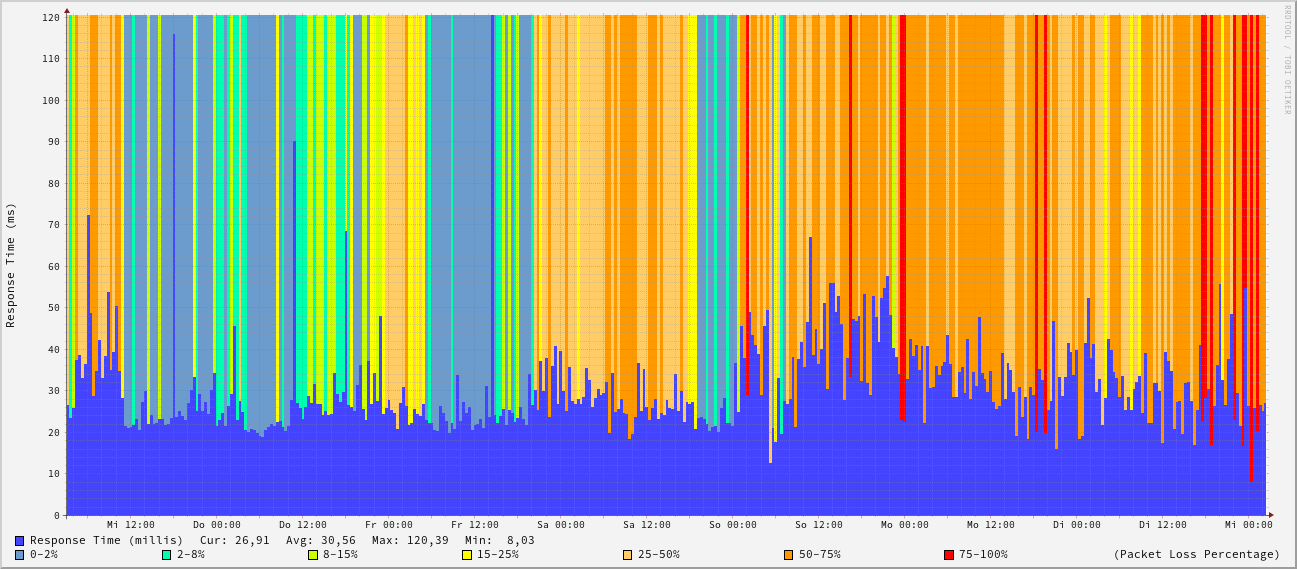 120
110
100
90
80
70
60
50
40
30
20
10
0
Response Time (ms)
RRDTOOL / TOBI OETIKER
Mi 12:00 Do 00:00 Do 12:00 Fr 00:00 Fr 12:00 Sa 00:00 Sa 12:00 So 00:00 So 12:00 Mo 00:00 Mo 12:00 Di 00:00 Di 12:00 Mi 00:00
Response Time (millis) Cur: 26,91 Avg: 30,56 Max: 120,39 Min: 8,03
0-2% 2-8% 8-15% 15-25% 25-50% 50-75% 75-100% (Packet Loss Percentage)